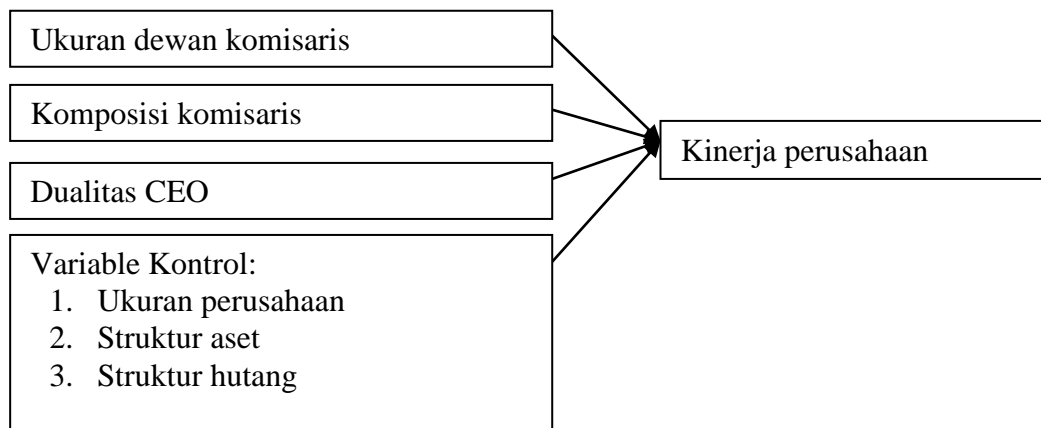 Ukuran dewan komisaris
Komposisi komisaris
Kinerja perusahaan
Dualitas CEO
Variable Kontrol:
1. Ukuran perusahaan
2. Struktur aset
3. Struktur hutang